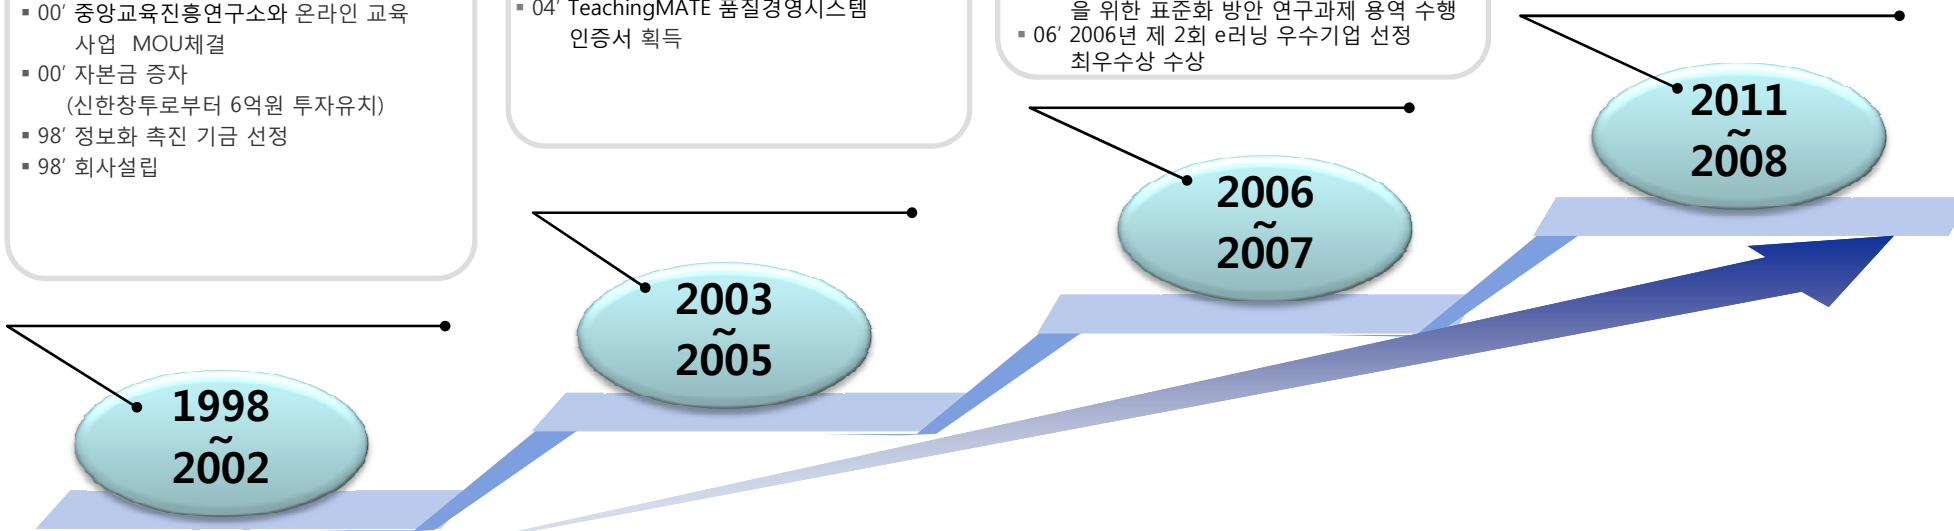 ▪ 00’ 중앙교육진흥연구소와 온라인 교육
사업 MOU체결
▪ 00’ 자본금 증자
(신한창투로부터 6억원 투자유치)
▪ 98’ 정보화 촉진 기금 선정
▪ 98’ 회사설립
▪ 04’ TeachingMATE 품질경영시스템
인증서 획득
을 위한 표준화 방안 연구과제 용역 수행
▪ 06’ 2006년 제 2회 e러닝 우수기업 선정
최우수상 수상
1998
~
2002
2003
~
2005
2006
~
2007
2011
~
2008